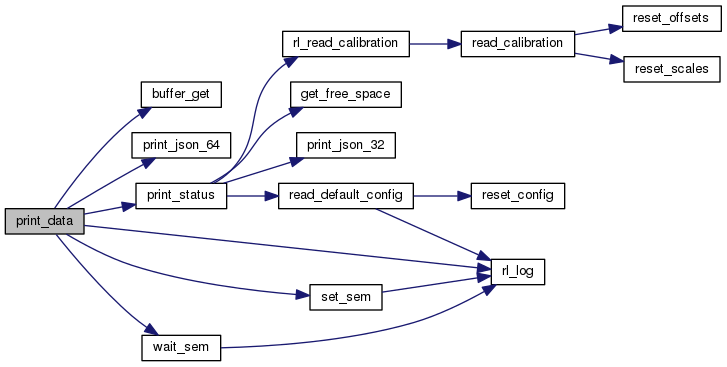 reset_offsets
rl_read_calibration
read_calibration
reset_scales
buffer_get
get_free_space
print_json_64
print_json_32
print_status
read_default_config
reset_config
print_data
rl_log
set_sem
wait_sem